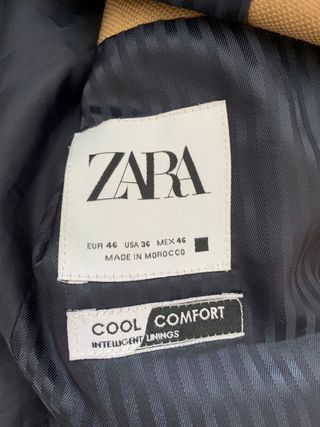 ZARA
EUR 46 USA 36 MEX 46
MADE IN MOROCCO
COOL COMFORT
INTELLIGENT LININGS